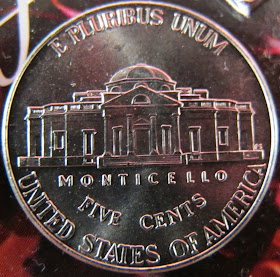 E PLURIBUS UNUM
MONTICELLO
FIVE CENTS
UNITED STATES OF AMERICA